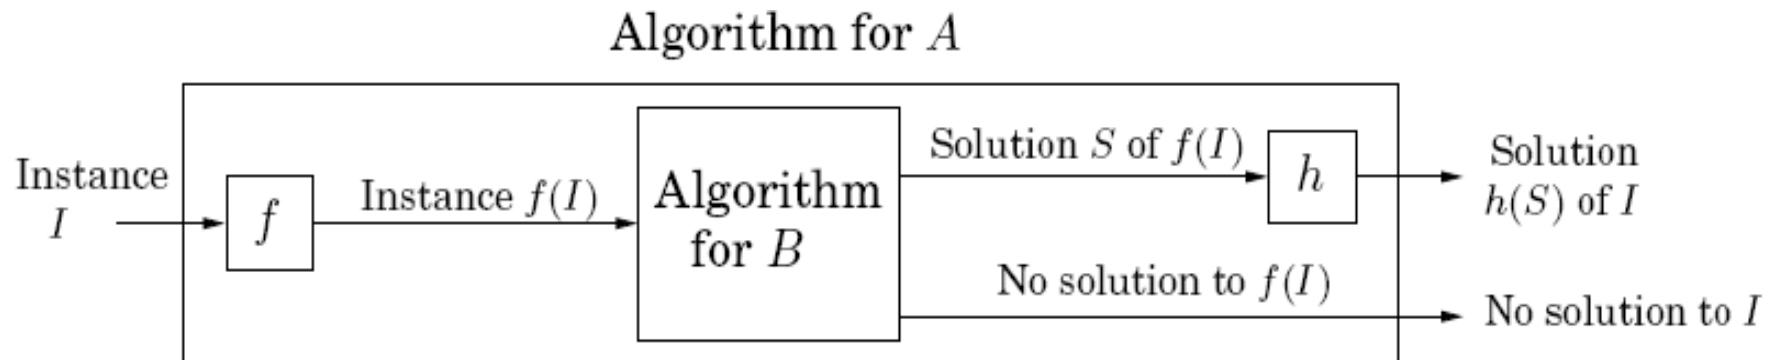 Algorithm for A
Instance
I
f
Instance f(I)
Algorithm
for B
Solution S of f(I)
h
Solution
h(S) of I
No solution to f(I)
No solution to I